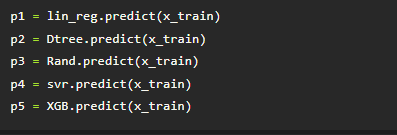 p1 = lin_reg.predict(x_train)
p2 = Dtree.predict(x_train)
p3 = Rand.predict(x_train)
p4 = svr.predict(x_train)
p5 = XGB.predict(x_train)